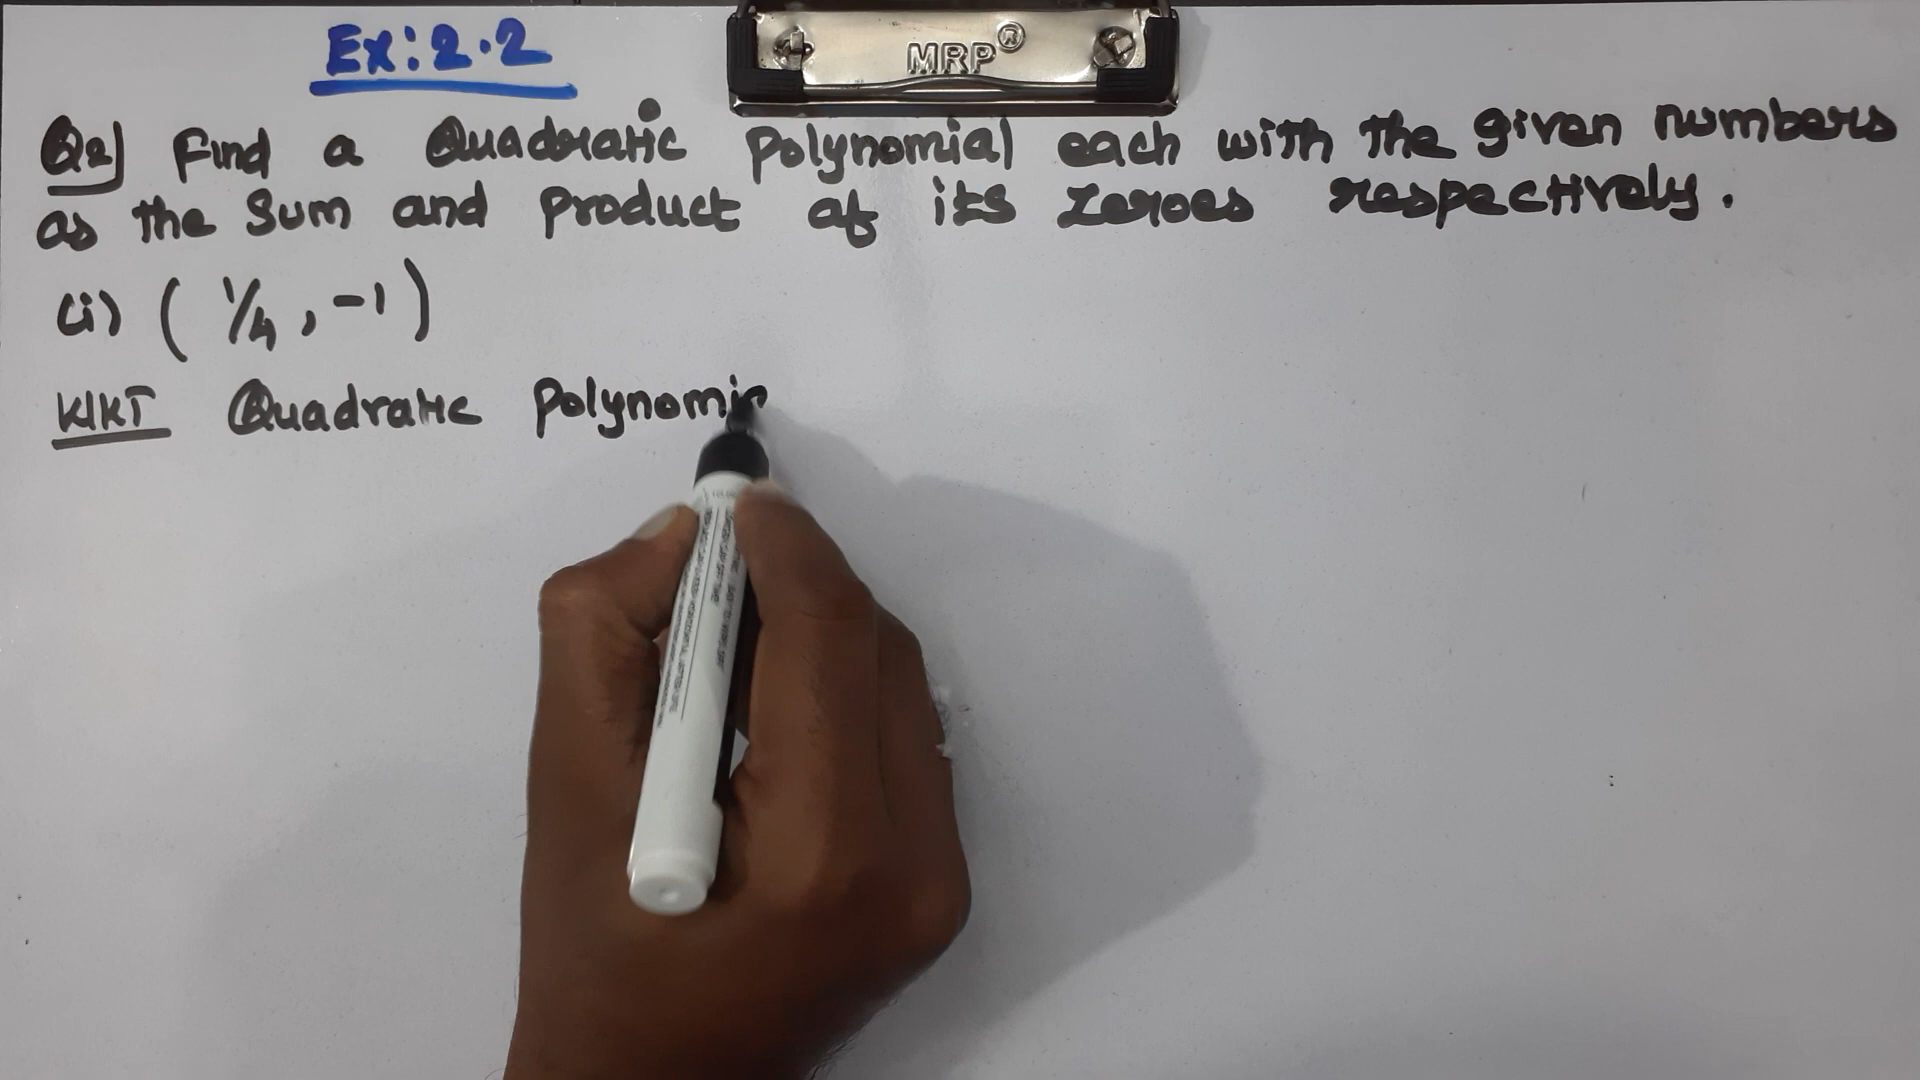 Ex: 2.2
MRP®
Q2) Find a Quadratic Polynomial each with the given numbers
as the Sum and product of its zeroes respectively.
(i) ( 1/4 , -1 )
WKT Quadratic Polynomi